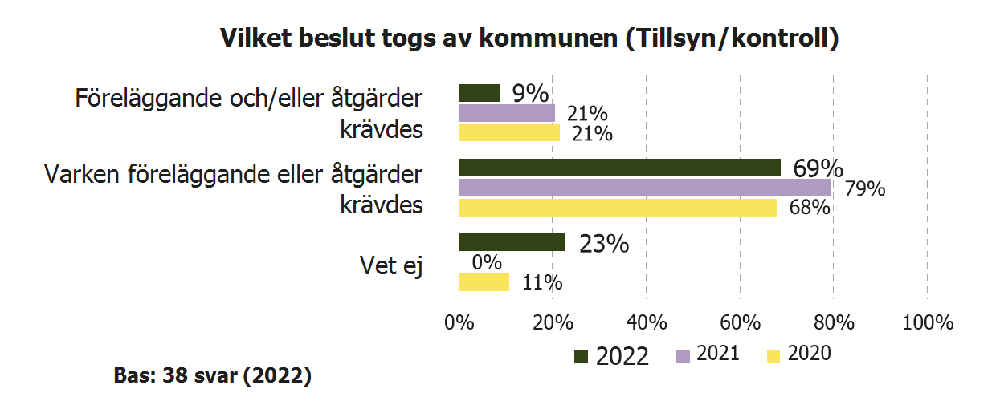 Vilket beslut togs av kommunen (Tillsyn/kontroll)
Föreläggande och/eller åtgärder
krävdes
9%
21%
21%
Varken föreläggande eller åtgärder
krävdes
69%
79%
68%
Vet ej
23%
0%
11%
0% 20% 40% 60% 80% 100%
2022 2021 2020
Bas: 38 svar (2022)